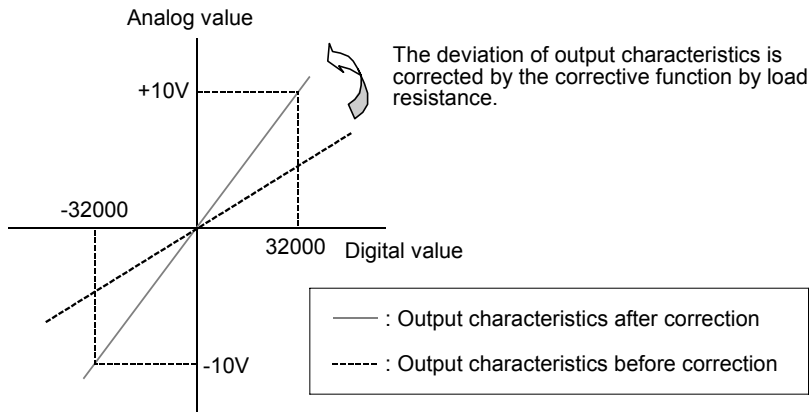 Analog value
The deviation of output characteristics is
corrected by the corrective function by load
resistance.
+10V
-32000
32000
Digital value
: Output characteristics after correction
-10V
: Output characteristics before correction